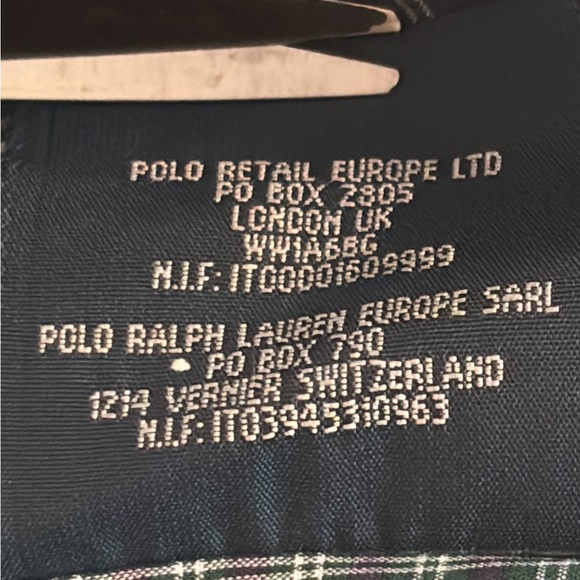 POLO RETAIL EUROPE LTD
PO BOX 2805
LONDON UK
WW1A6BG
N.I.F: IT00001609999
POLO RALPH LAUREN EUROPE SARL
PO BOX 790
1214 VERNIER SWITZERLAND
N.I.F: IT03945310963